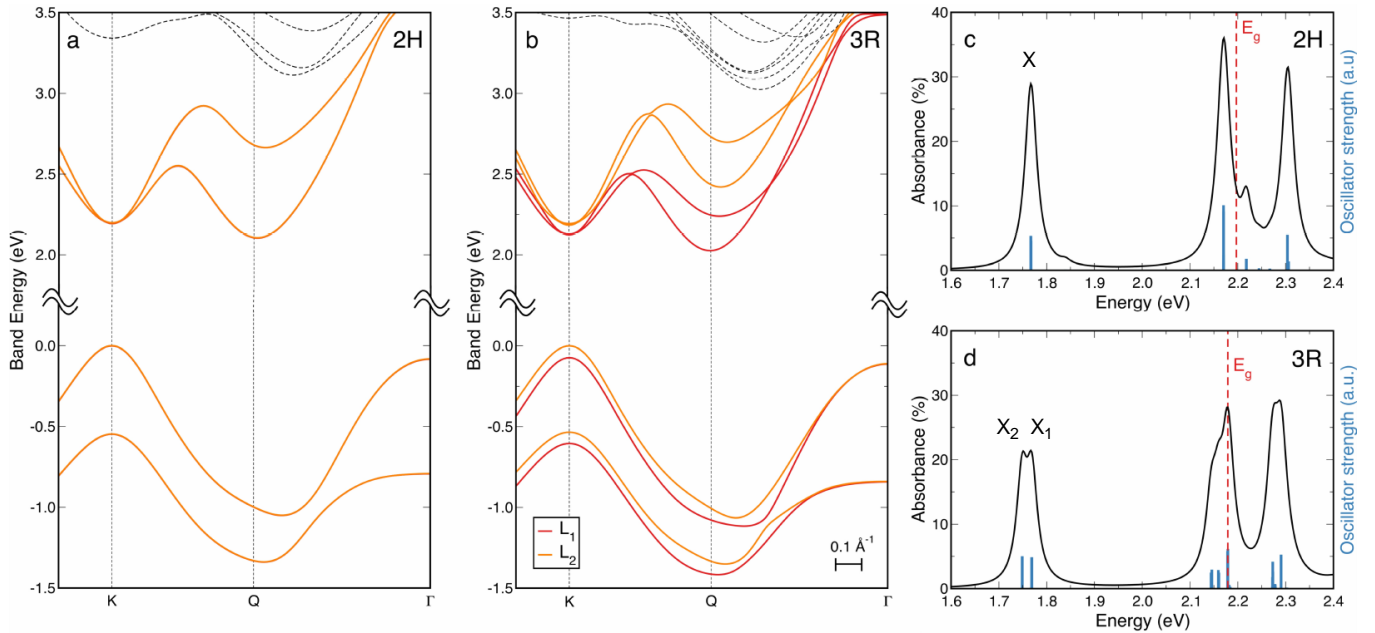 a
2H
3.5
3.0
2.5
2.0
0.0
-0.5
-1.0
-1.5
Band Energy (eV)
K
Q
Γ
b
3R
3.5
3.0
2.5
2.0
0.0
-0.5
-1.0
-1.5
Band Energy (eV)
L₁
L₂
0.1 Å⁻¹
K
Q
Γ
c
2H
X
E_g
40
30
20
10
0
Absorbance (%)
Oscillator strength (a.u)
1.6
1.7
1.8
1.9
2.0
2.1
2.2
2.3
2.4
Energy (eV)
d
3R
X₂ X₁
E_g
40
30
20
10
0
Absorbance (%)
Oscillator strength (a.u.)
1.6
1.7
1.8
1.9
2.0
2.1
2.2
2.3
2.4
Energy (eV)